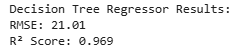 Decision Tree Regressor Results:
RMSE: 21.01
R² Score: 0.969